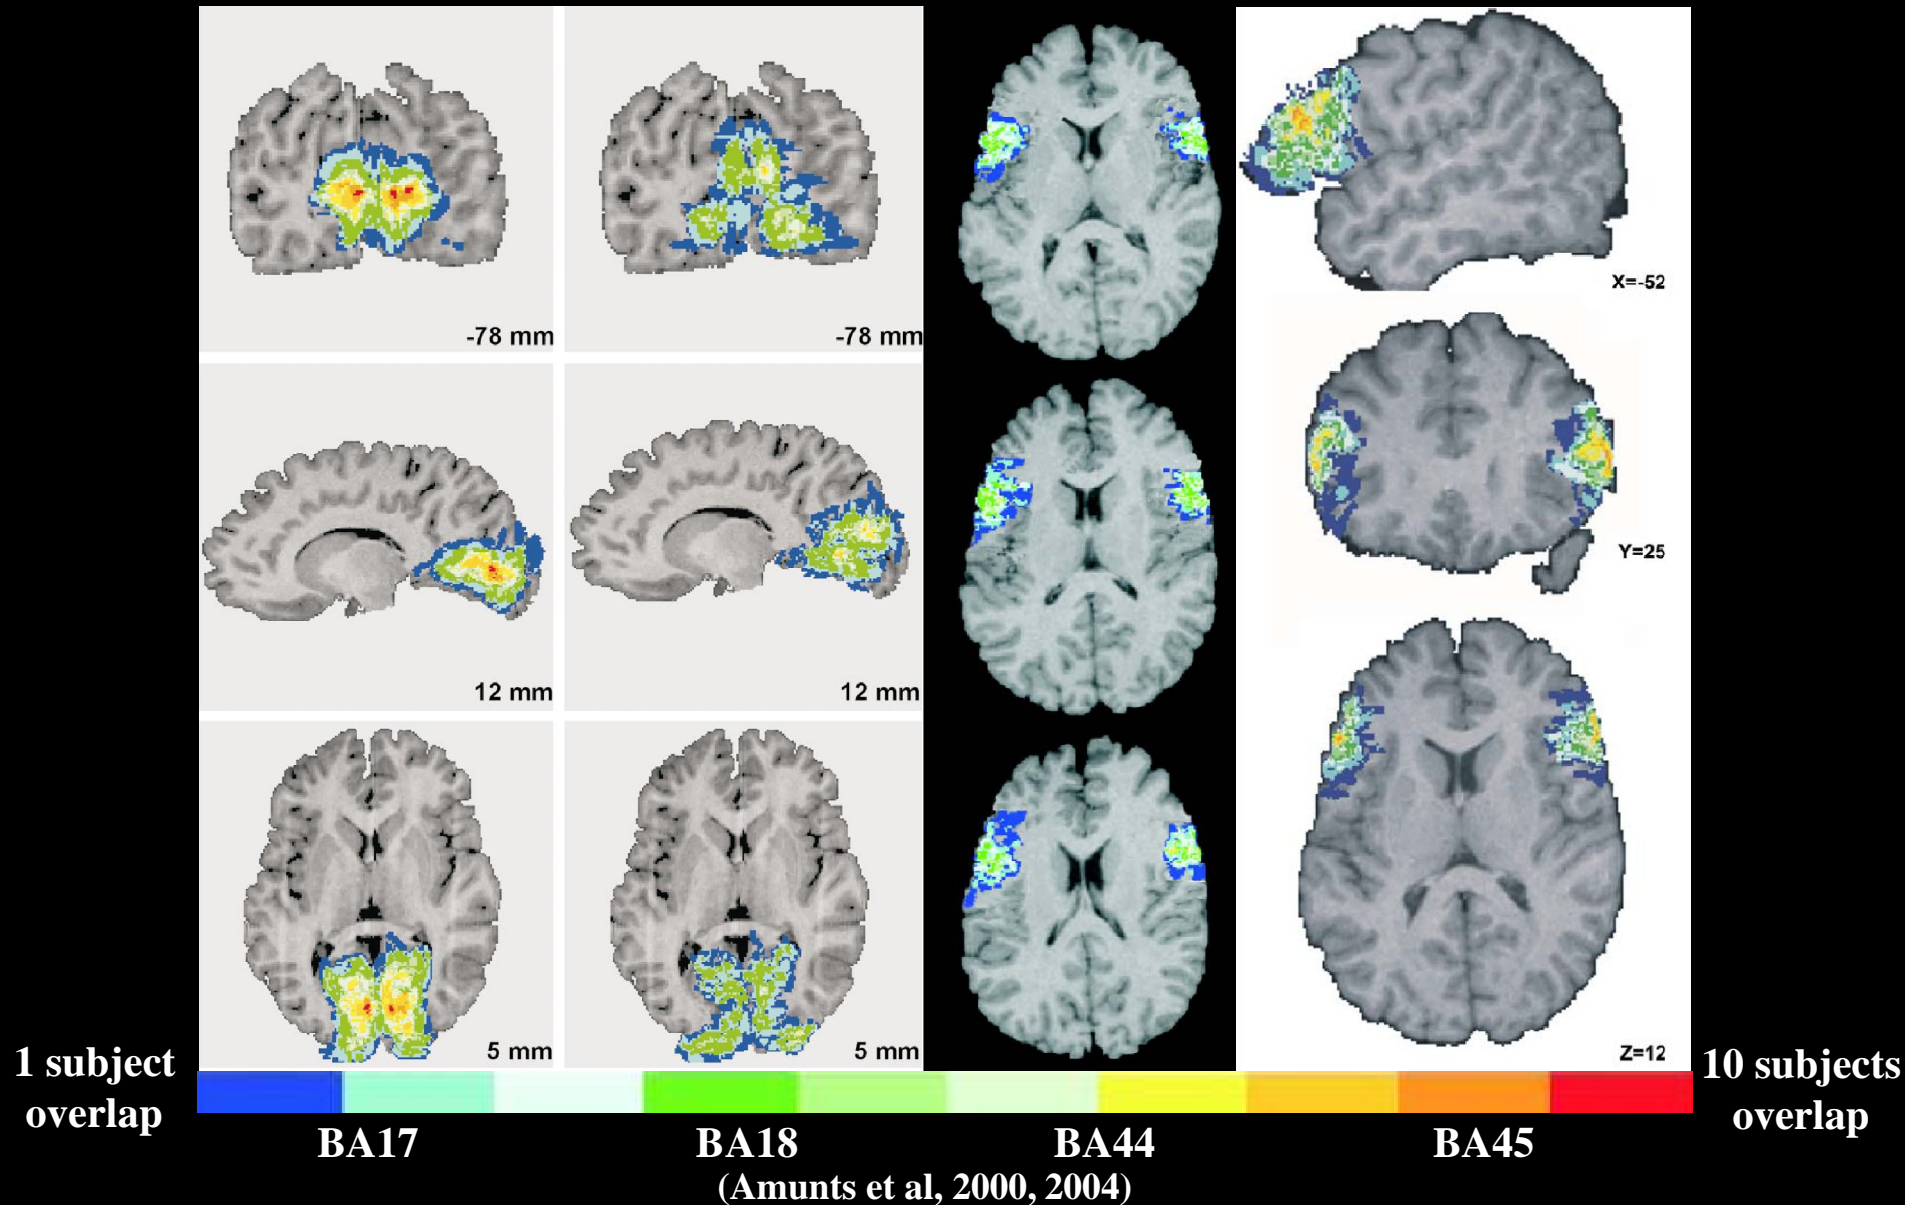 -78 mm
-78 mm
X=-52
Y=25
12 mm
12 mm
5 mm
5 mm
Z=12
1 subject
overlap
10 subjects
overlap
BA17
BA18
BA44
BA45
(Amunts et al, 2000, 2004)